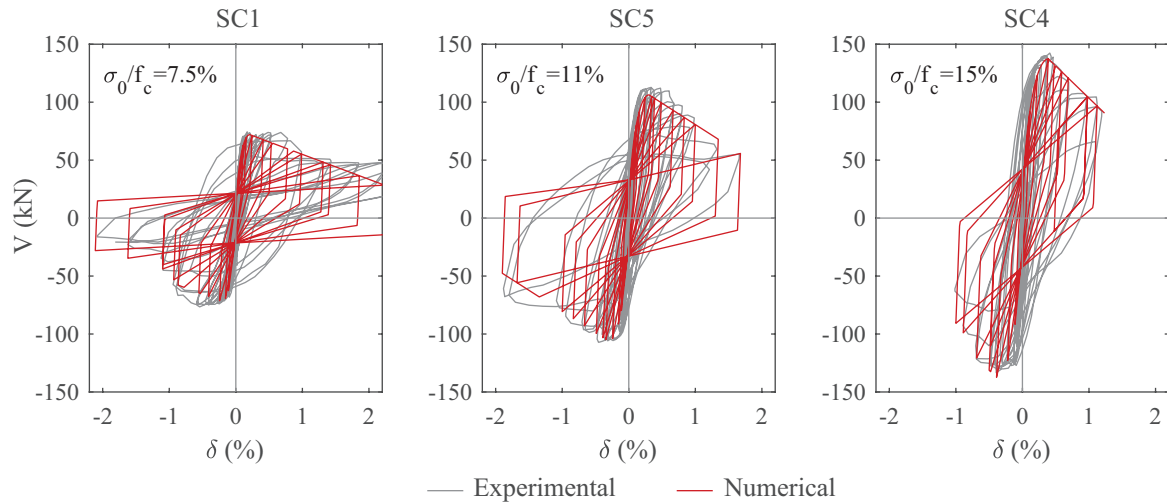 SC1 SC5 SC4
150 150 150
σ0/fc=7.5% σ0/fc=11% σ0/fc=15%
100 100 100
50 50 50
V (kN) 0 0 0
-50 -50 -50
-100 -100 -100
-150 -150 -150
-2 -1 0 1 2 -2 -1 0 1 2 -2 -1 0 1 2
δ (%) δ (%) δ (%)
Experimental Numerical